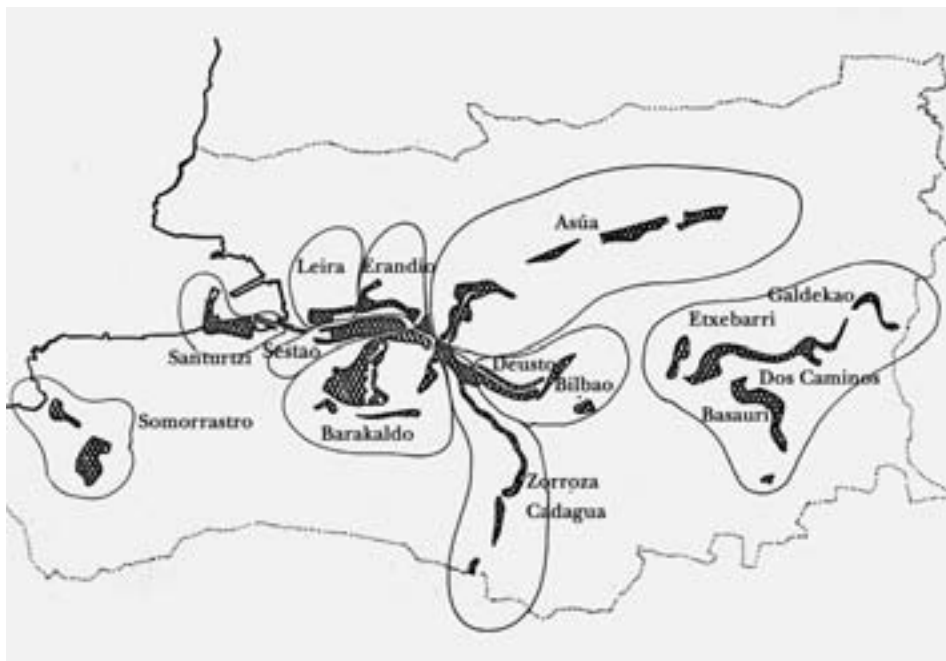 Asúa
Leira
Erandio
Galdekao
Etxebarri
Santurtzi
Sestao
Deusto
Bilbao
Dos Caminos
Basauri
Somorrastro
Barakaldo
Zorroza
Cadagua